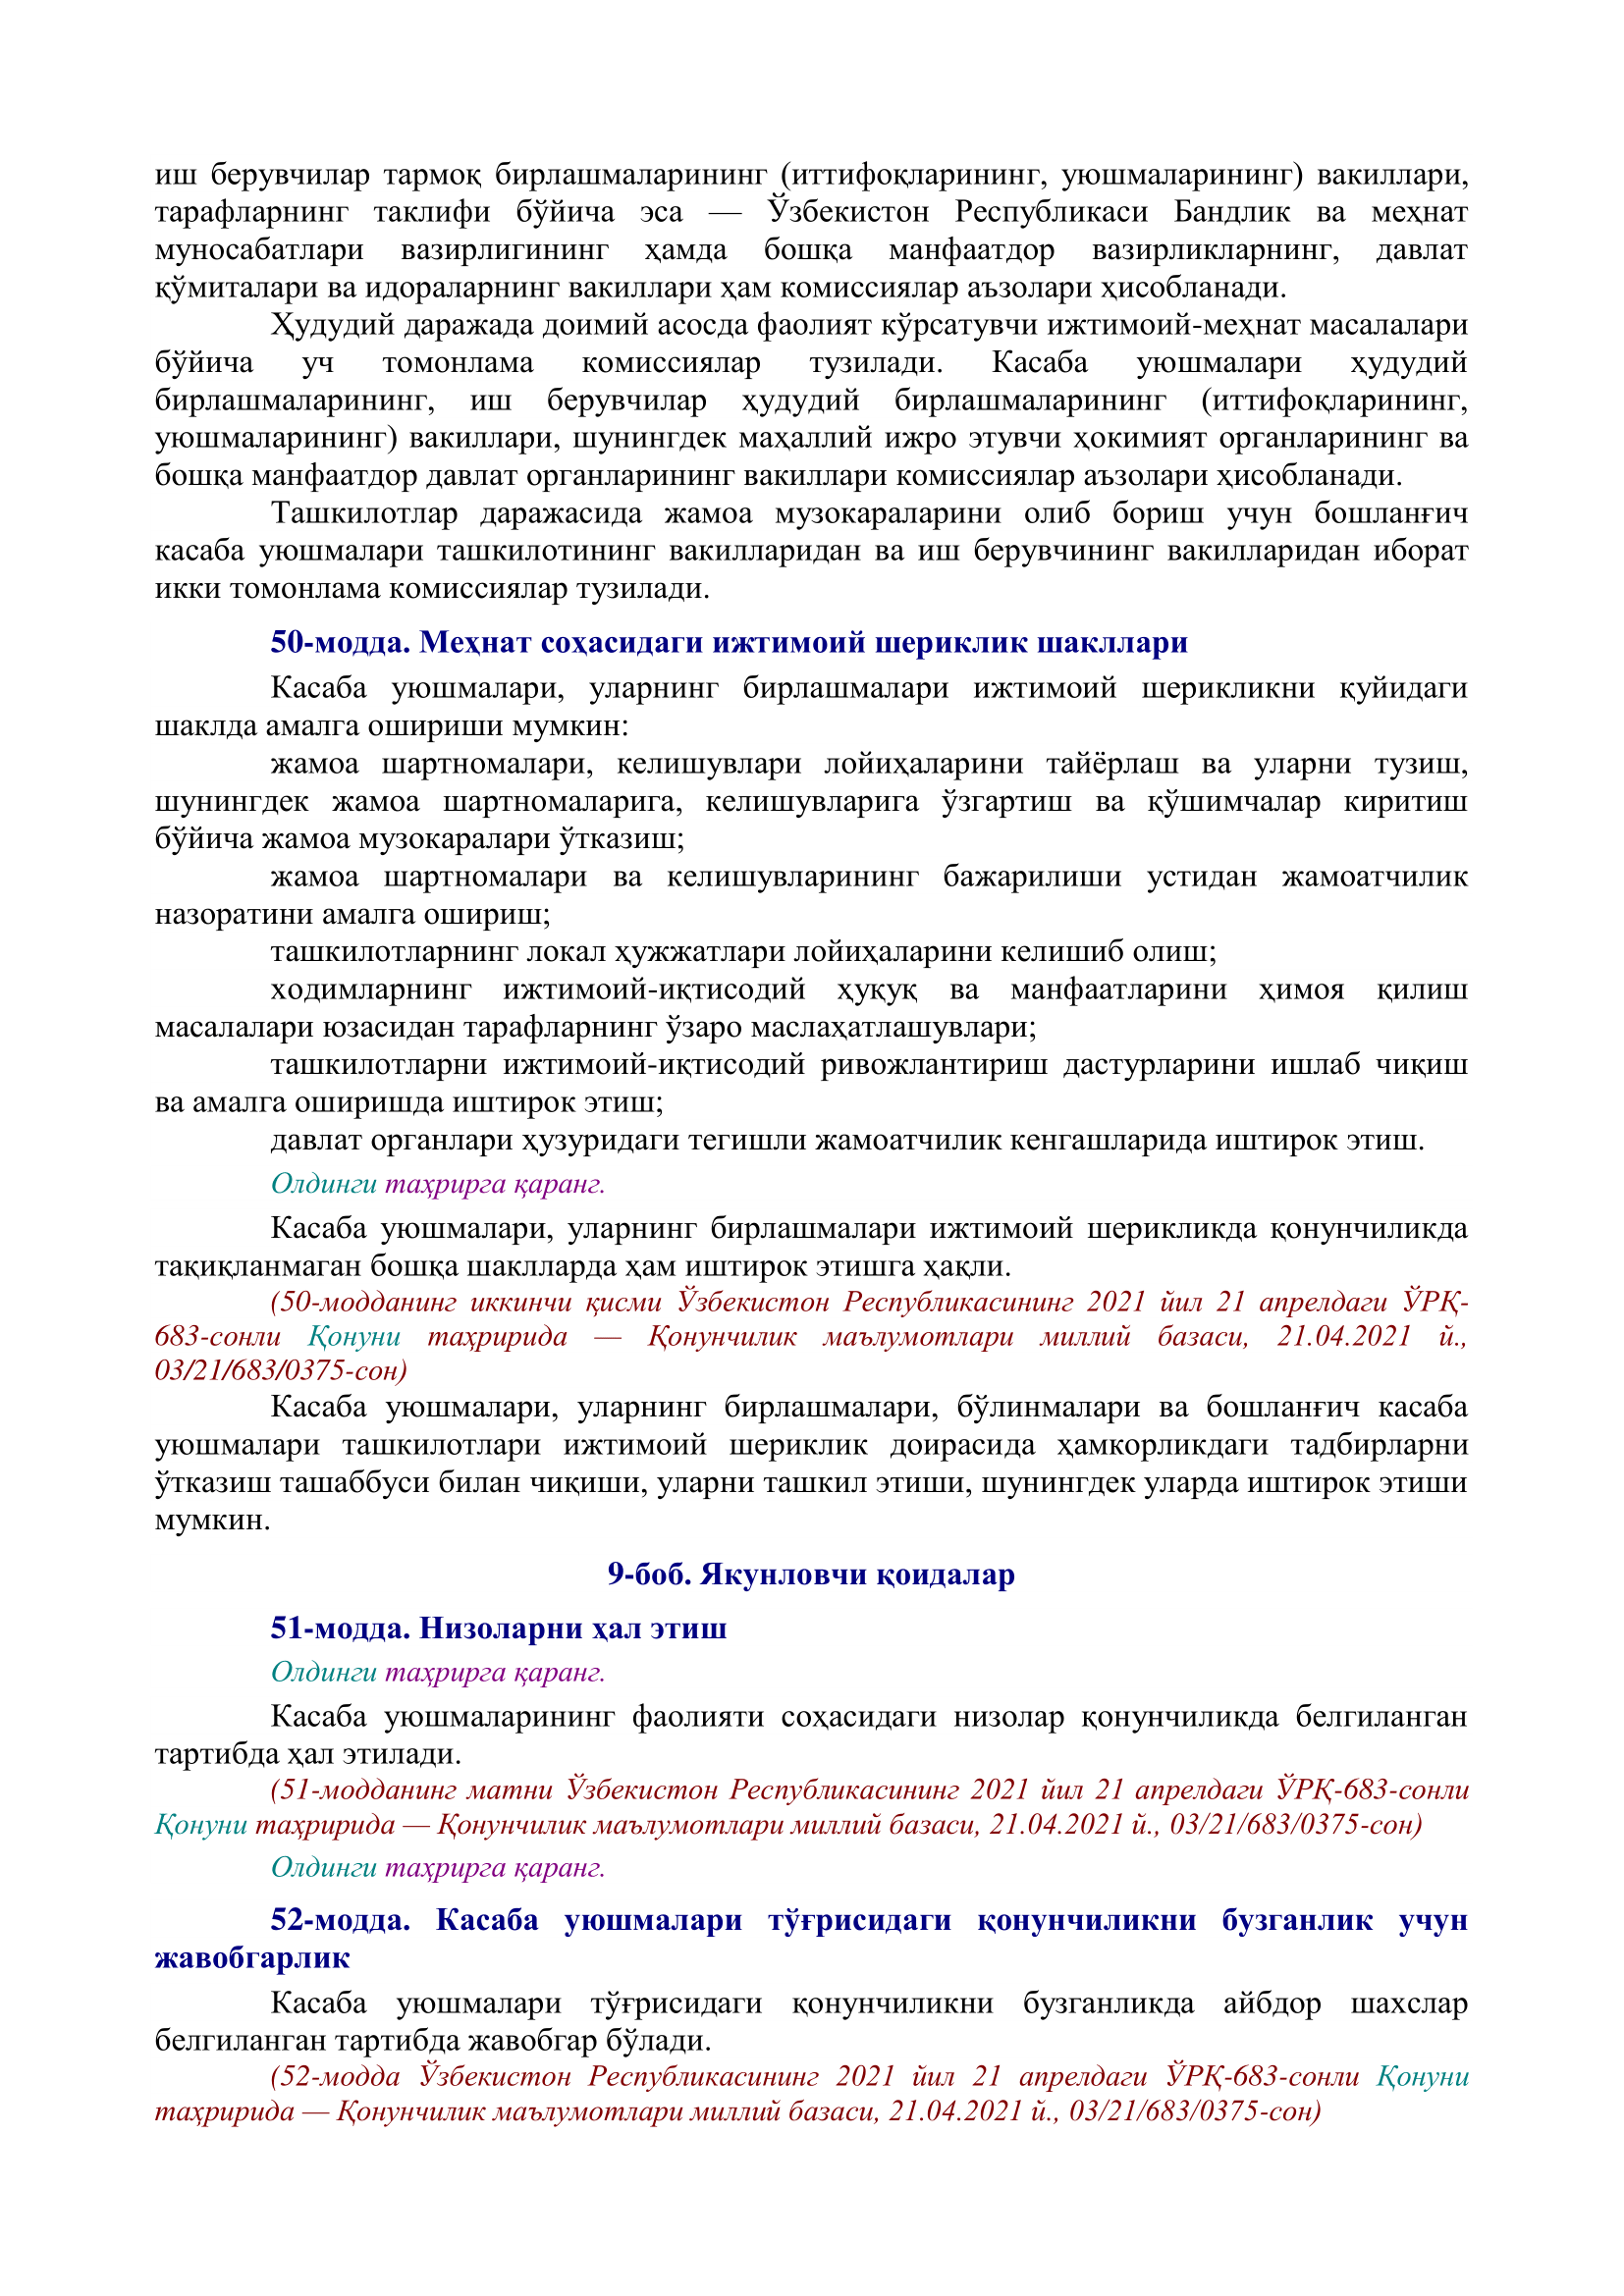 иш берувчилар тармоқ бирлашмаларининг (иттифоқларининг, уюшмаларининг) вакиллари,
тарафларнинг таклифи бўйича эса — Ўзбекистон Республикаси Бандлик ва меҳнат
муносабатлари вазирлигининг ҳамда бошқа манфаатдор вазирликларнинг, давлат
қўмиталари ва идораларнинг вакиллари ҳам комиссиялар аъзолари ҳисобланади.
Ҳудудий даражада доимий асосда фаолият кўрсатувчи ижтимоий-меҳнат масалалари
бўйича уч томонлама комиссиялар тузилади. Касаба уюшмалари ҳудудий
бирлашмаларининг, иш берувчилар ҳудудий бирлашмаларининг (иттифоқларининг,
уюшмаларининг) вакиллари, шунингдек маҳаллий ижро этувчи ҳокимият органларининг ва
бошқа манфаатдор давлат органларининг вакиллари комиссиялар аъзолари ҳисобланади.
Ташкилотлар даражасида жамоа музокараларини олиб бориш учун бошланғич
касаба уюшмалари ташкилотининг вакилларидан ва иш берувчининг вакилларидан иборат
икки томонлама комиссиялар тузилади.
50-модда. Меҳнат соҳасидаги ижтимоий шериклик шакллари
Касаба уюшмалари, уларнинг бирлашмалари ижтимоий шерикликни қуйидаги
шаклда амалга ошириши мумкин:
жамоа шартномалари, келишувлари лойиҳаларини тайёрлаш ва уларни тузиш,
шунингдек жамоа шартномаларига, келишувларига ўзгартиш ва қўшимчалар киритиш
бўйича жамоа музокаралари ўтказиш;
жамоа шартномалари ва келишувларининг бажарилиши устидан жамоатчилик
назоратини амалга ошириш;
ташкилотларнинг локал ҳужжатлари лойиҳаларини келишиб олиш;
ходимларнинг ижтимоий-иқтисодий ҳуқуқ ва манфаатларини ҳимоя қилиш
масалалари юзасидан тарафларнинг ўзаро маслаҳатлашувлари;
ташкилотларни ижтимоий-иқтисодий ривожлантириш дастурларини ишлаб чиқиш
ва амалга оширишда иштирок этиш;
давлат органлари ҳузуридаги тегишли жамоатчилик кенгашларида иштирок этиш.
Олдинги таҳрирга қаранг.
Касаба уюшмалари, уларнинг бирлашмалари ижтимоий шерикликда қонунчиликда
тақиқланмаган бошқа шаклларда ҳам иштирок этишга ҳақли.
(50-модданинг иккинчи қисми Ўзбекистон Республикасининг 2021 йил 21 апрелдаги ЎРҚ-
683-сонли Қонуни таҳририда — Қонунчилик маълумотлари миллий базаси, 21.04.2021 й.,
03/21/683/0375-сон)
Касаба уюшмалари, уларнинг бирлашмалари, бўлинмалари ва бошланғич касаба
уюшмалари ташкилотлари ижтимоий шериклик доирасида ҳамкорликдаги тадбирларни
ўтказиш ташаббуси билан чиқиши, уларни ташкил этиши, шунингдек уларда иштирок этиши
мумкин.
9-боб. Якунловчи қоидалар
51-модда. Низоларни ҳал этиш
Олдинги таҳрирга қаранг.
Касаба уюшмаларининг фаолияти соҳасидаги низолар қонунчиликда белгиланган
тартибда ҳал этилади.
(51-модданинг матни Ўзбекистон Республикасининг 2021 йил 21 апрелдаги ЎРҚ-683-сонли
Қонуни таҳририда — Қонунчилик маълумотлари миллий базаси, 21.04.2021 й., 03/21/683/0375-сон)
Олдинги таҳрирга қаранг.
52-модда. Касаба уюшмалари тўғрисидаги қонунчиликни бузганлик учун
жавобгарлик
Касаба уюшмалари тўғрисидаги қонунчиликни бузганликда айбдор шахслар
белгиланган тартибда жавобгар бўлади.
(52-модда Ўзбекистон Республикасининг 2021 йил 21 апрелдаги ЎРҚ-683-сонли Қонуни
таҳририда — Қонунчилик маълумотлари миллий базаси, 21.04.2021 й., 03/21/683/0375-сон)